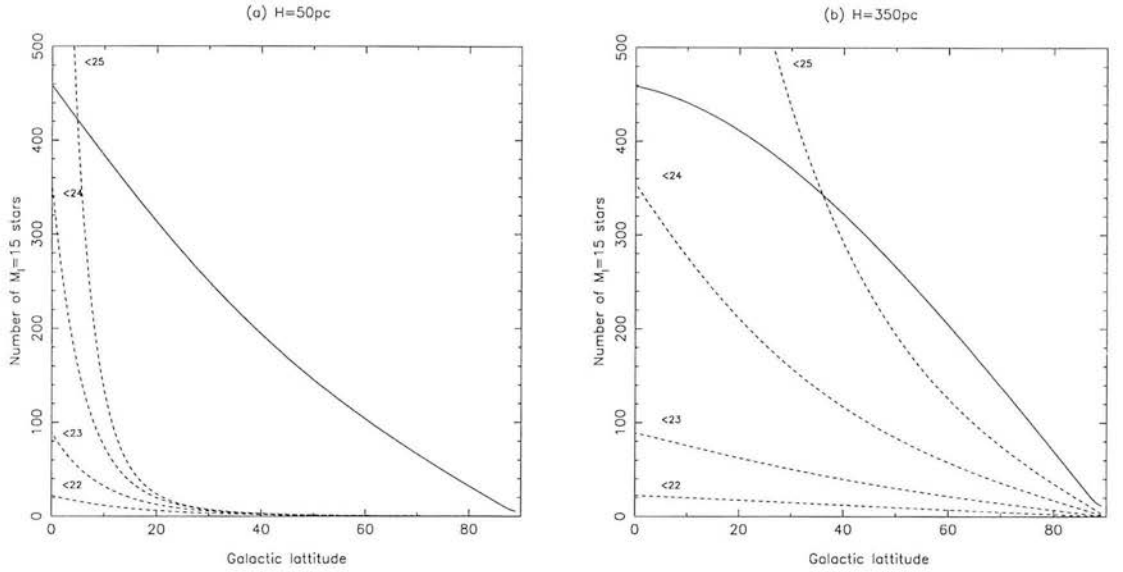 (a) H=50pc
500
400
300
200
100
0
Number of M_I=15 stars
<25
<24
<23
<22
0 20 40 60 80
Galactic lattitude
(b) H=350pc
500
400
300
200
100
0
Number of M_I=15 stars
<25
<24
<23
<22
0 20 40 60 80
Galactic lattitude